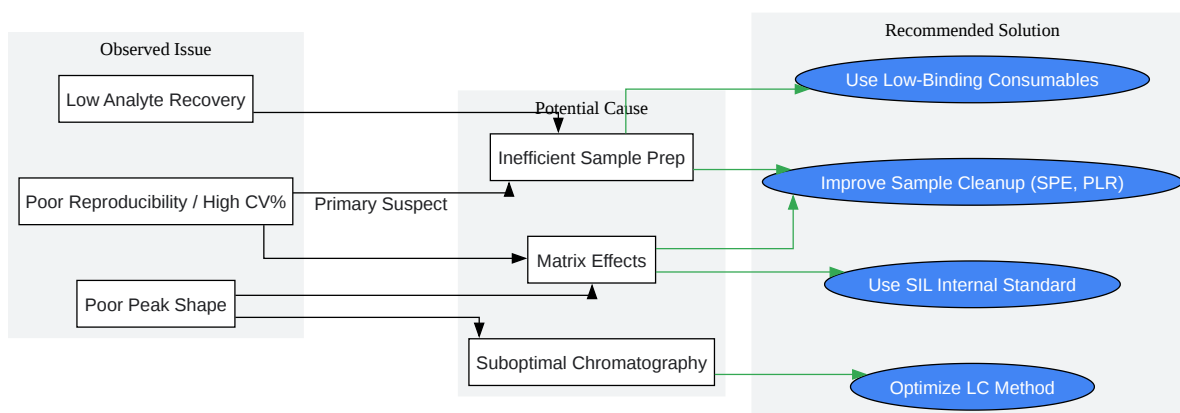 Observed Issue
Low Analyte Recovery
Poor Reproducibility / High CV%
Poor Peak Shape
Primary Suspect
Potential Cause
Inefficient Sample Prep
Matrix Effects
Suboptimal Chromatography
Recommended Solution
Use Low-Binding Consumables
Improve Sample Cleanup (SPE, PLR)
Use SIL Internal Standard
Optimize LC Method